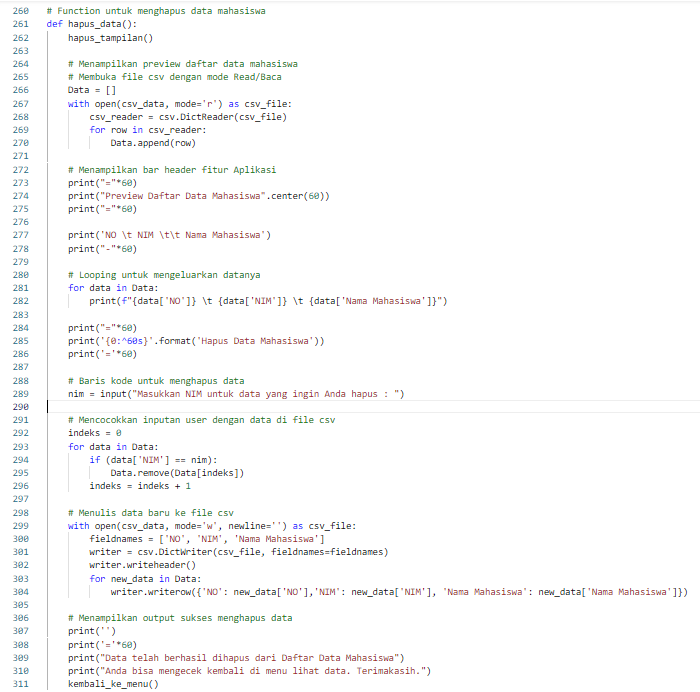 260 # Function untuk menghapus data mahasiswa
261 def hapus_data():
262     hapus_tampilan()
263
264     # Menampilkan preview daftar data mahasiswa
265     # Membuka file csv dengan mode Read/Baca
266     Data = []
267     with open(csv_data, mode='r') as csv_file:
268         csv_reader = csv.DictReader(csv_file)
269         for row in csv_reader:
270             Data.append(row)
271
272     # Menampilkan bar header fitur Aplikasi
273     print("="*60)
274     print("Preview Daftar Data Mahasiswa".center(60))
275     print("="*60)
276
277     print('NO \t NIM \t\t Nama Mahasiswa')
278     print("-"*60)
279
280     # Looping untuk mengeluarkan datanya
281     for data in Data:
282         print(f"{data['NO']} \t {data['NIM']} \t {data['Nama Mahasiswa']}")
283
284     print("="*60)
285     print('{0:^60s}'.format('Hapus Data Mahasiswa'))
286     print('='*60)
287
288     # Baris kode untuk menghapus data
289     nim = input("Masukkan NIM untuk data yang ingin Anda hapus : ")
290
291     # Mencocokkan inputan user dengan data di file csv
292     indeks = 0
293     for data in Data:
294         if (data['NIM'] == nim):
295             Data.remove(Data[indeks])
296         indeks = indeks + 1
297
298     # Menulis data baru ke file csv
299     with open(csv_data, mode='w', newline='') as csv_file:
300         fieldnames = ['NO', 'NIM', 'Nama Mahasiswa']
301         writer = csv.DictWriter(csv_file, fieldnames=fieldnames)
302         writer.writeheader()
303         for new_data in Data:
304             writer.writerow({'NO': new_data['NO'],'NIM': new_data['NIM'], 'Nama Mahasiswa': new_data['Nama Mahasiswa']})
305
306     # Menampilkan output sukses menghapus data
307     print('')
308     print('='*60)
309     print("Data telah berhasil dihapus dari Daftar Data Mahasiswa")
310     print("Anda bisa mengecek kembali di menu lihat data. Terimakasih.")
311     kembali_ke_menu()